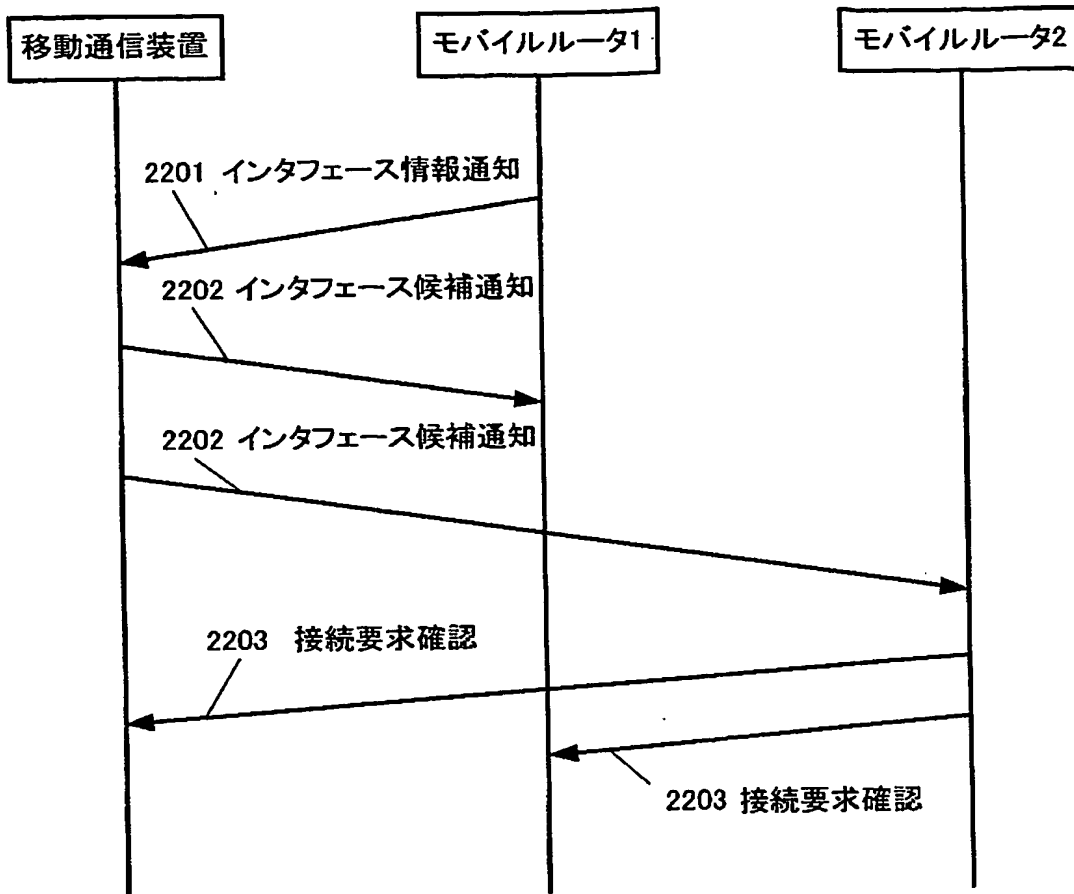 移動通信装置
モバイルルータ1
モバイルルータ2
2201 インタフェース情報通知
2202 インタフェース候補通知
2202 インタフェース候補通知
2203 接続要求確認
2203 接続要求確認